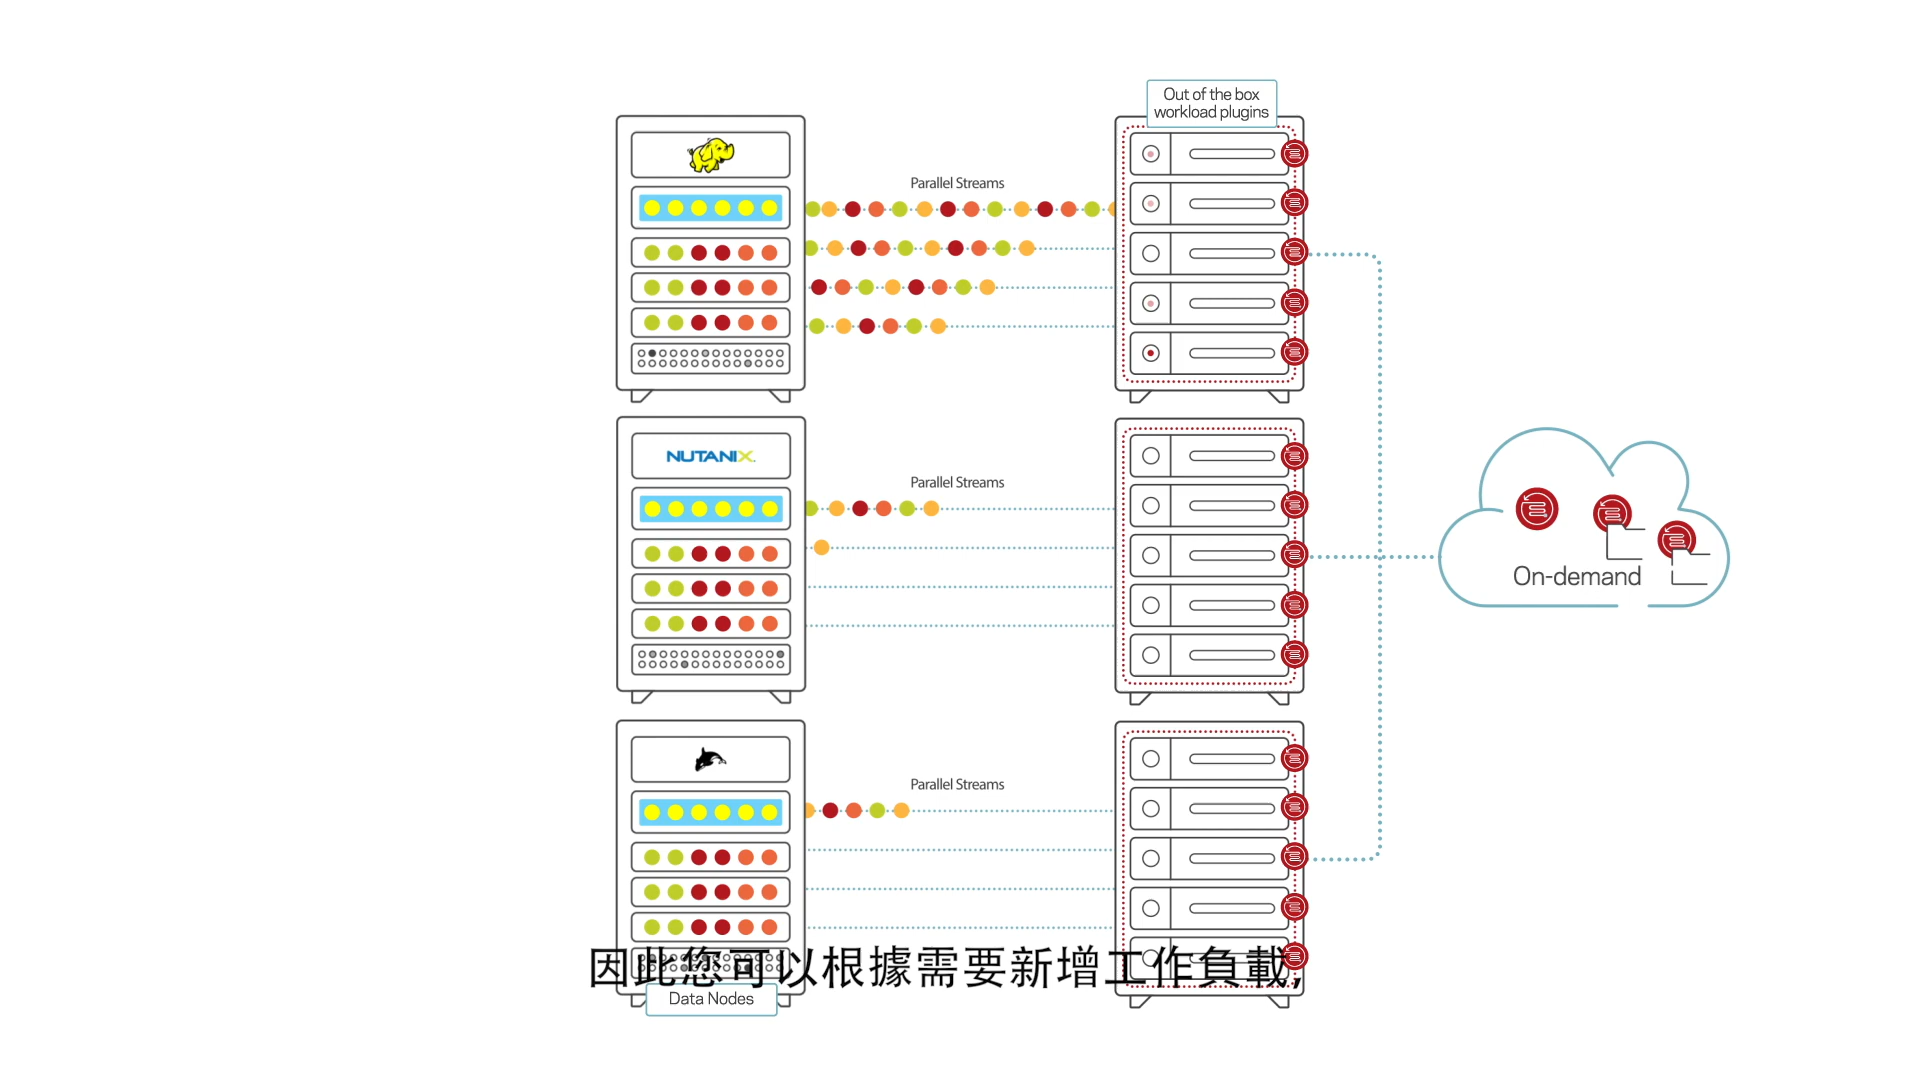 Out of the box
workload plugins
Parallel Streams
NUTANIX
Parallel Streams
On-demand
Parallel Streams
因此您可以根據需要新增工作負載,
Data Nodes